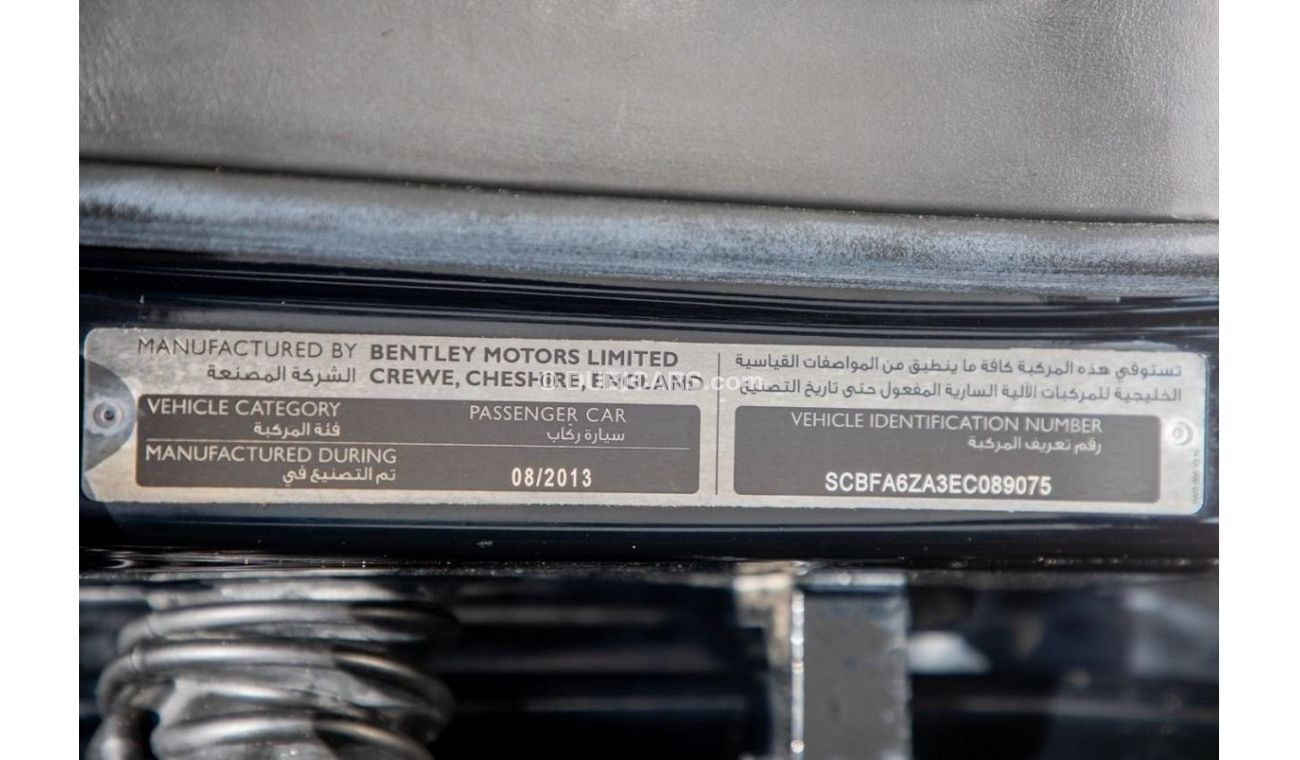 MANUFACTURED BY BENTLEY MOTORS LIMITED
الشركة المصنعة CREWE, CHESHIRE, ENGLAND
VEHICLE CATEGORY PASSENGER CAR
فئة المركبة سيارة ركاب
MANUFACTURED DURING
تم التصنيع في 08/2013
تستوفي هذه المركبة كافة ما ينطبق من المواصفات القياسية
الخليجية للمركبات الآلية السارية المفعول حتى تاريخ التصنيع
VEHICLE IDENTIFICATION NUMBER
رقم تعريف المركبة
SCBFA6ZA3EC089075